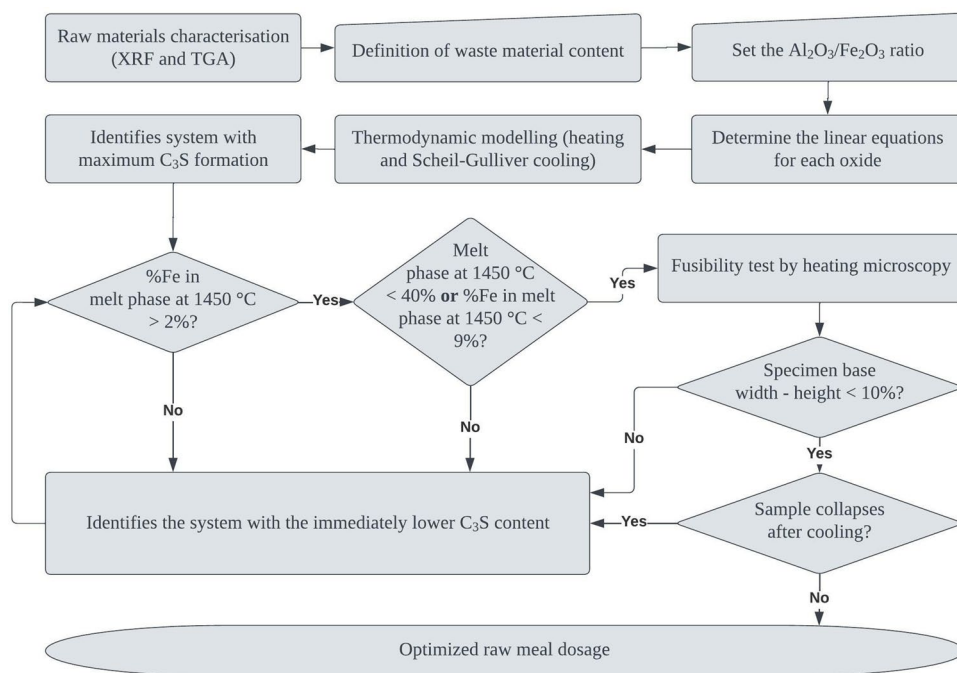 Raw materials characterisation
(XRF and TGA)
Definition of waste material content
Set the Al₂O₃/Fe₂O₃ ratio
Identifies system with
maximum C₃S formation
Thermodynamic modelling (heating
and Scheil-Gulliver cooling)
Determine the linear equations
for each oxide
%Fe in
melt phase at 1450 °C
> 2%?
Yes
Melt
phase at 1450 °C
< 40% or %Fe in melt
phase at 1450 °C <
9%?
Yes
Fusibility test by heating microscopy
Specimen base
width - height < 10%?
No
No
No
Yes
Identifies the system with the immediately lower C₃S content
Yes
Sample collapses
after cooling?
No
Optimized raw meal dosage